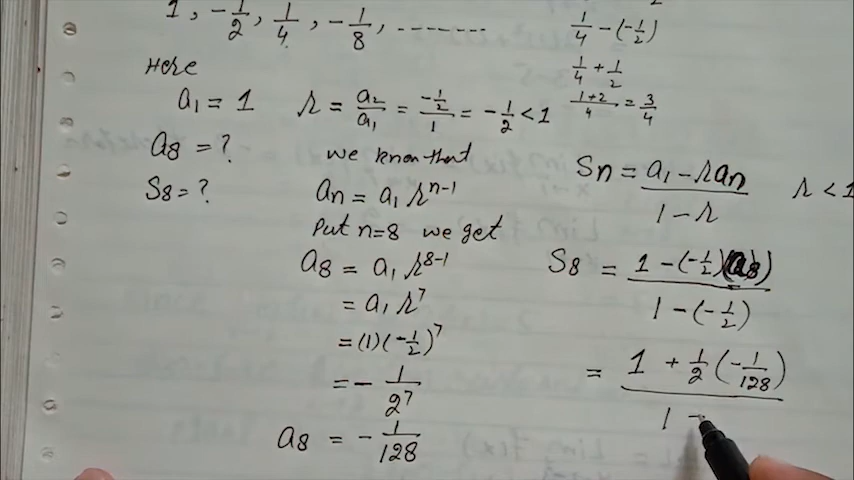 1, -1/2, 1/4, -1/8, --------
Here
a₁ = 1
a₈ = ?
S₈ = ?
r = a₂/a₁ = (-1/2)/1 = -1/2 < 1
we know that
aₙ = a₁ rⁿ⁻¹
Put n=8 we get
a₈ = a₁ r⁸⁻¹
= a₁ r⁷
= (1)(-1/2)⁷
= - 1/2⁷
a₈ = - 1/128
1/4 - (-1/2)
1/4 + 1/2
(1+2)/4 = 3/4
Sₙ = (a₁ - r aₙ)/(1 - r) r < 1
S₈ = (1 - (-1/2)(a₈))/(1 - (-1/2))
= (1 + 1/2 (-1/128))/(1 -